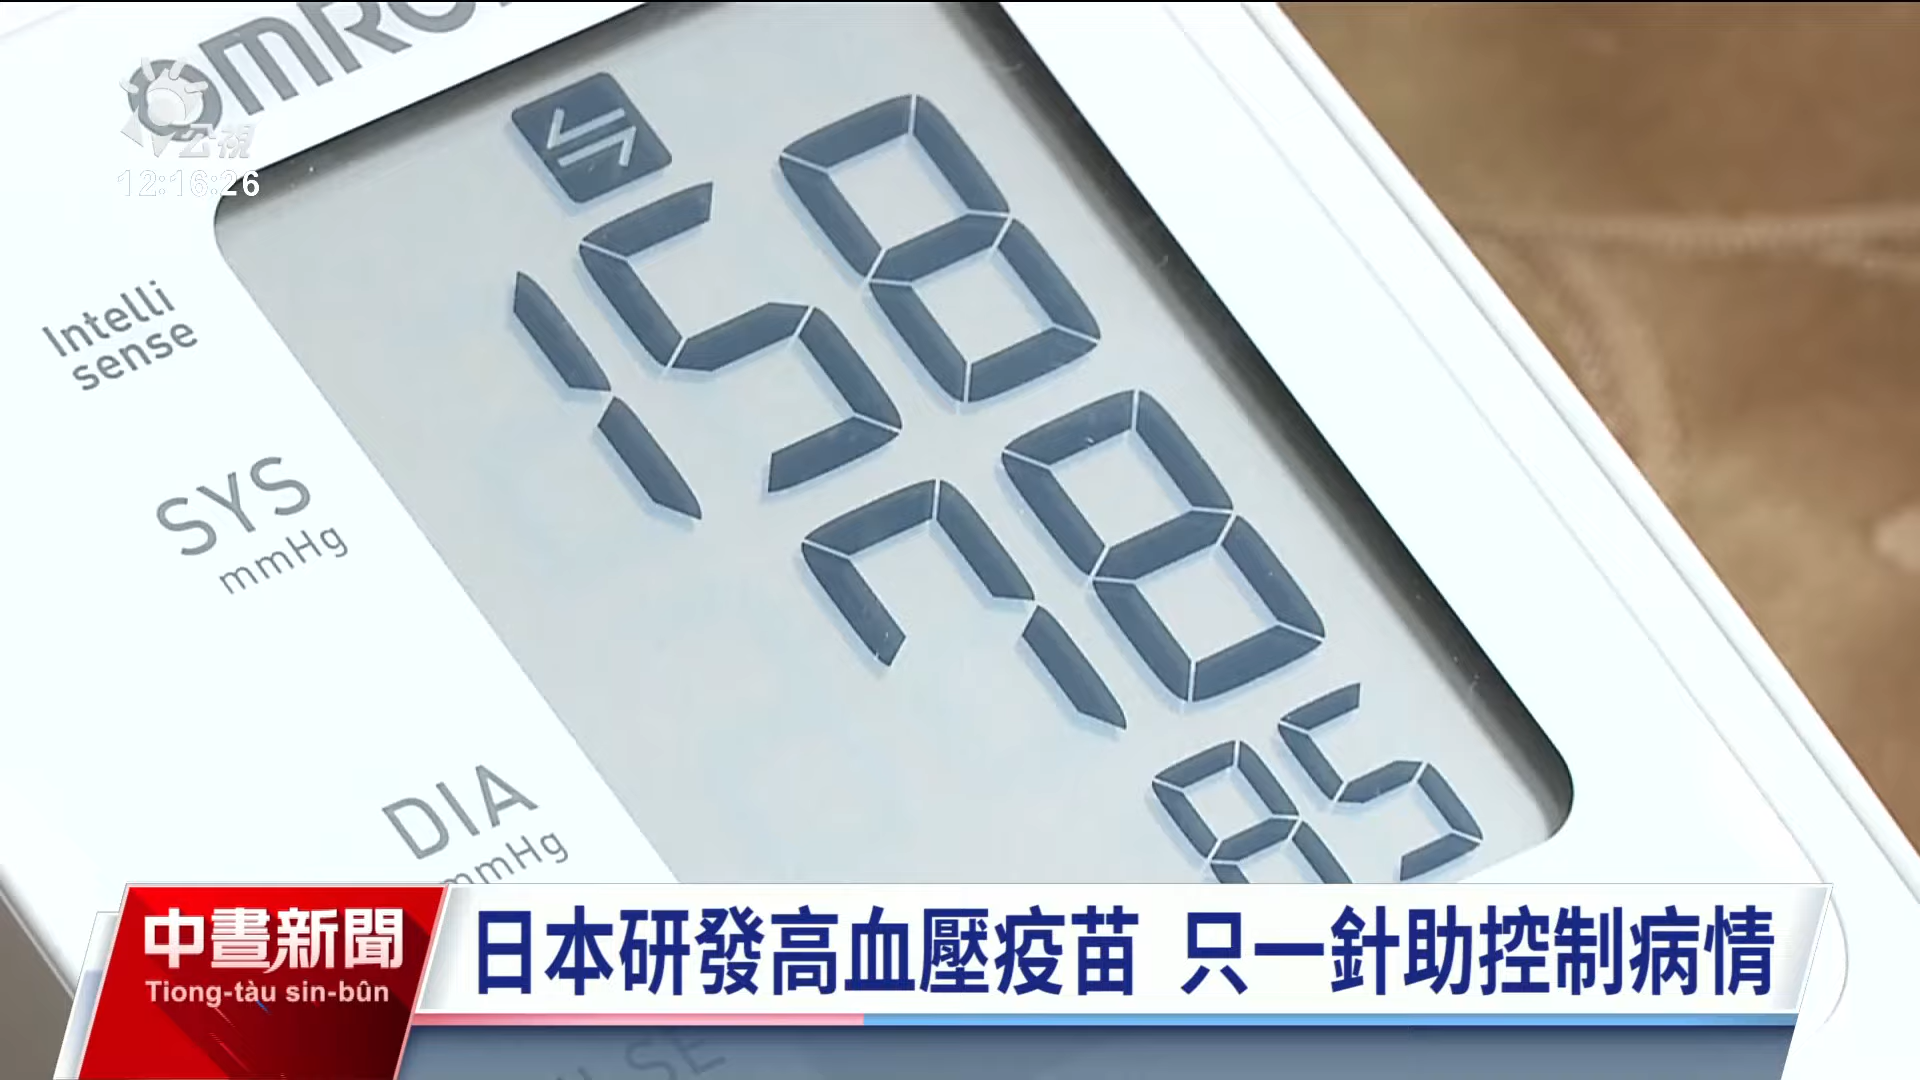 OMRO
公視
12:16:26
Intelli
sense
158
SYS
mmHg
78
DIA
mmHg
85
中晝新聞
Tiong-tàu sin-bûn
日本研發高血壓疫苗 只一針助控制病情